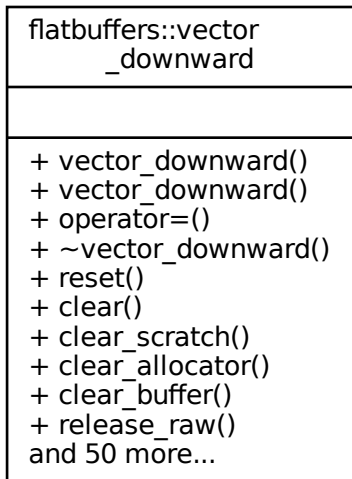 flatbuffers::vector
_downward
+ vector_downward()
+ vector_downward()
+ operator=()
+ ~vector_downward()
+ reset()
+ clear()
+ clear_scratch()
+ clear_allocator()
+ clear_buffer()
+ release_raw()
and 50 more...